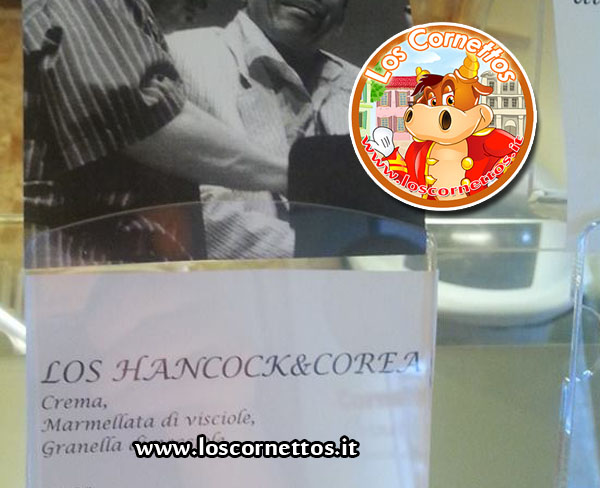 Los Cornettos
www.loscornettos.it
LOS HANCOCK&COREA
Crema,
Marmellata di visciole,
Granella
www.loscornettos.it